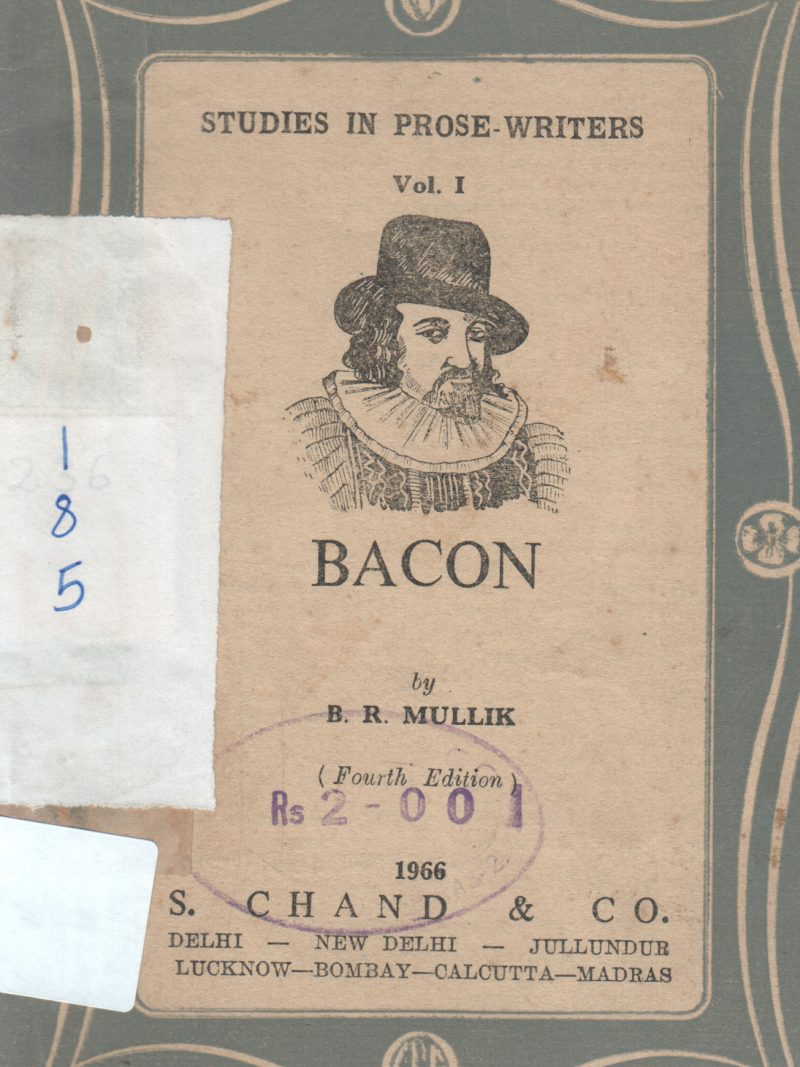 STUDIES IN PROSE-WRITERS
Vol. I
1
8
5
BACON
by
B. R. MULLIK
(Fourth Edition)
Rs 2-00
1966
S. CHAND & CO.
DELHI — NEW DELHI — JULLUNDUR
LUCKNOW—BOMBAY—CALCUTTA—MADRAS